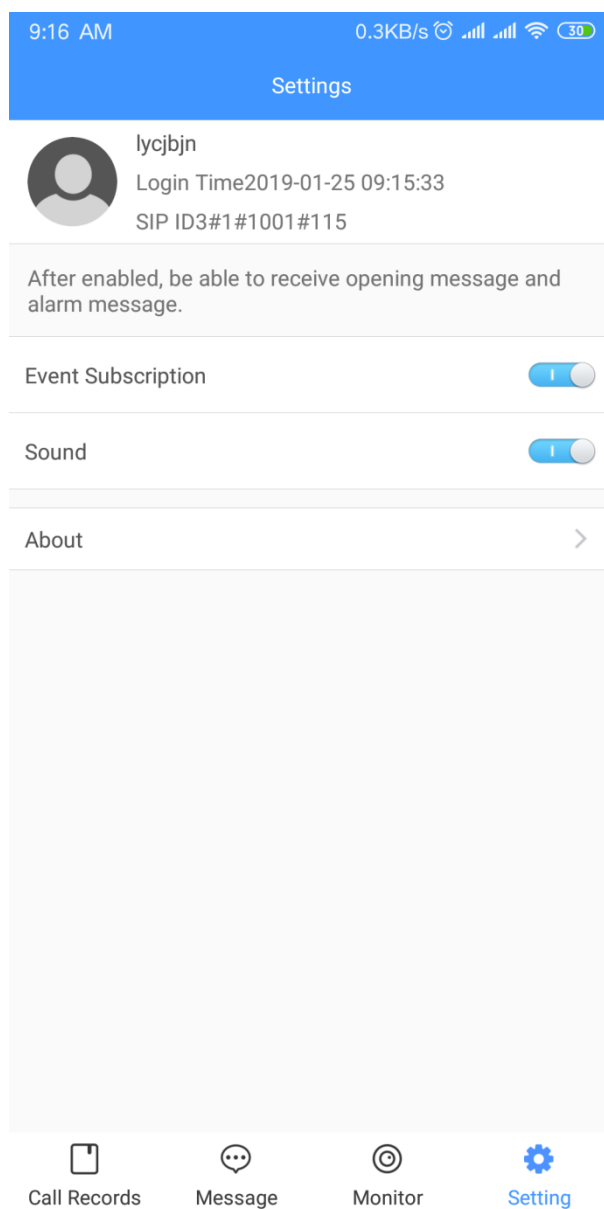 9:16 AM 0.3KB/s 30
Settings
lycjbjn
Login Time2019-01-25 09:15:33
SIP ID3#1#1001#115
After enabled, be able to receive opening message and
alarm message.
Event Subscription
Sound
About
Call Records Message Monitor Setting